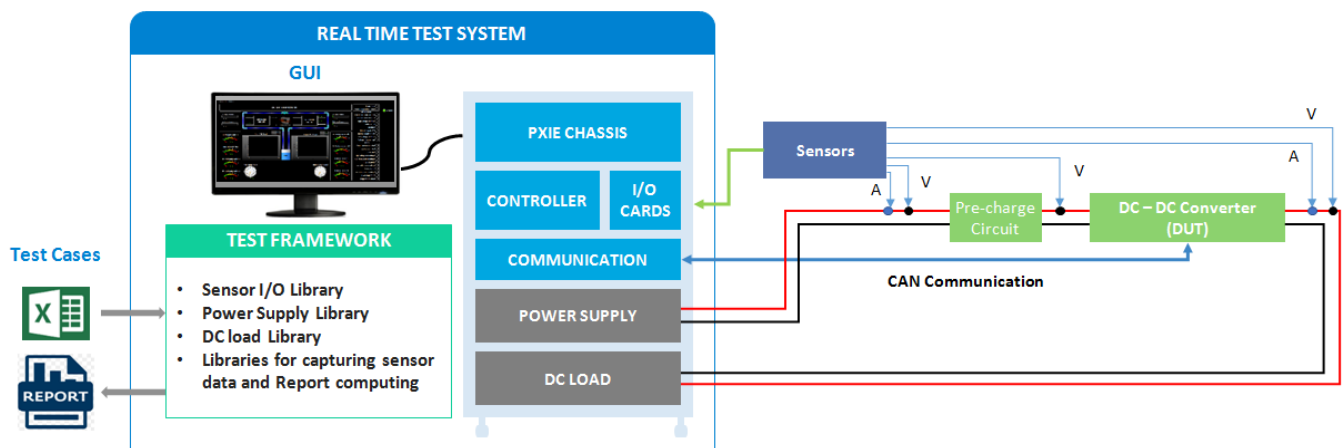 REAL TIME TEST SYSTEM
GUI
PXIE CHASSIS
CONTROLLER
I/O
CARDS
COMMUNICATION
POWER SUPPLY
DC LOAD
TEST FRAMEWORK
• Sensor I/O Library
• Power Supply Library
• DC load Library
• Libraries for capturing sensor
data and Report computing
Test Cases
X
REPORT
Sensors
V
A
A
V
V
Pre-charge
Circuit
DC – DC Converter
(DUT)
CAN Communication